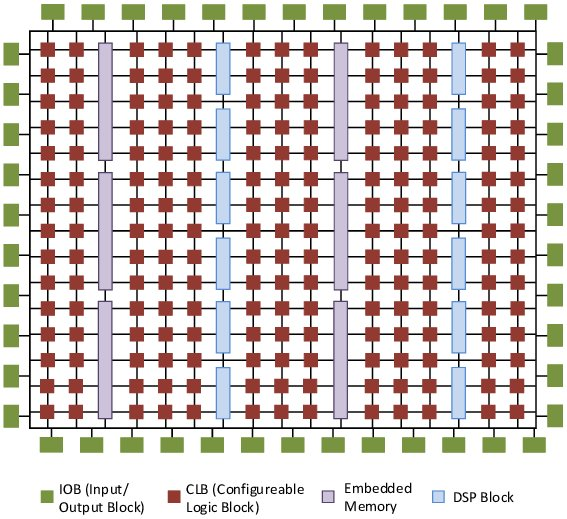 IOB (Input/
Output Block)
CLB (Configureable
Logic Block)
Embedded
Memory
DSP Block